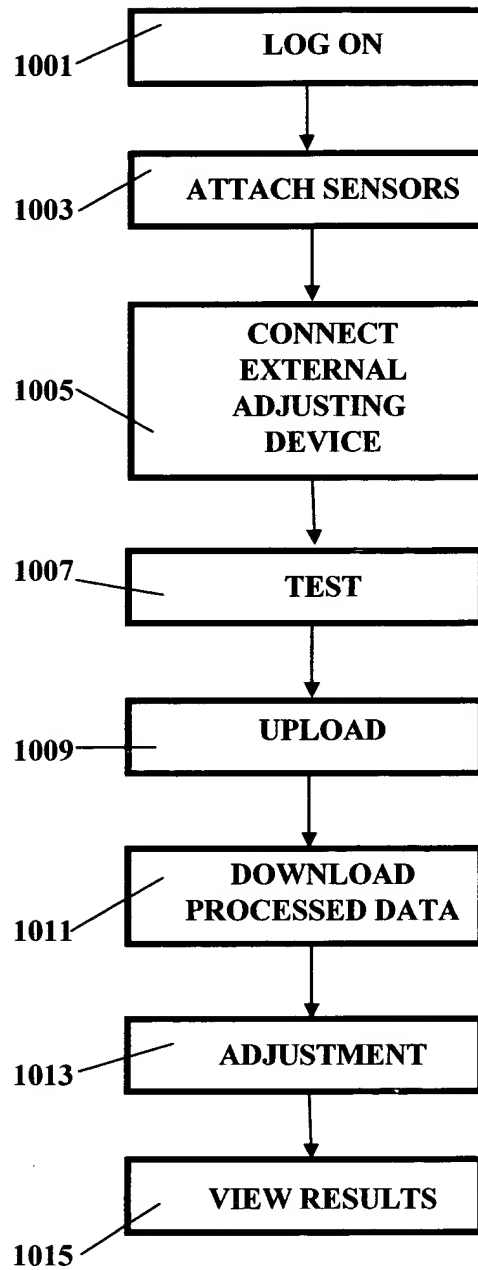 LOG ON
1001
ATTACH SENSORS
1003
CONNECT
EXTERNAL
ADJUSTING
DEVICE
1005
1007
TEST
UPLOAD
1009
DOWNLOAD
PROCESSED DATA
1011
ADJUSTMENT
1013
VIEW RESULTS
1015